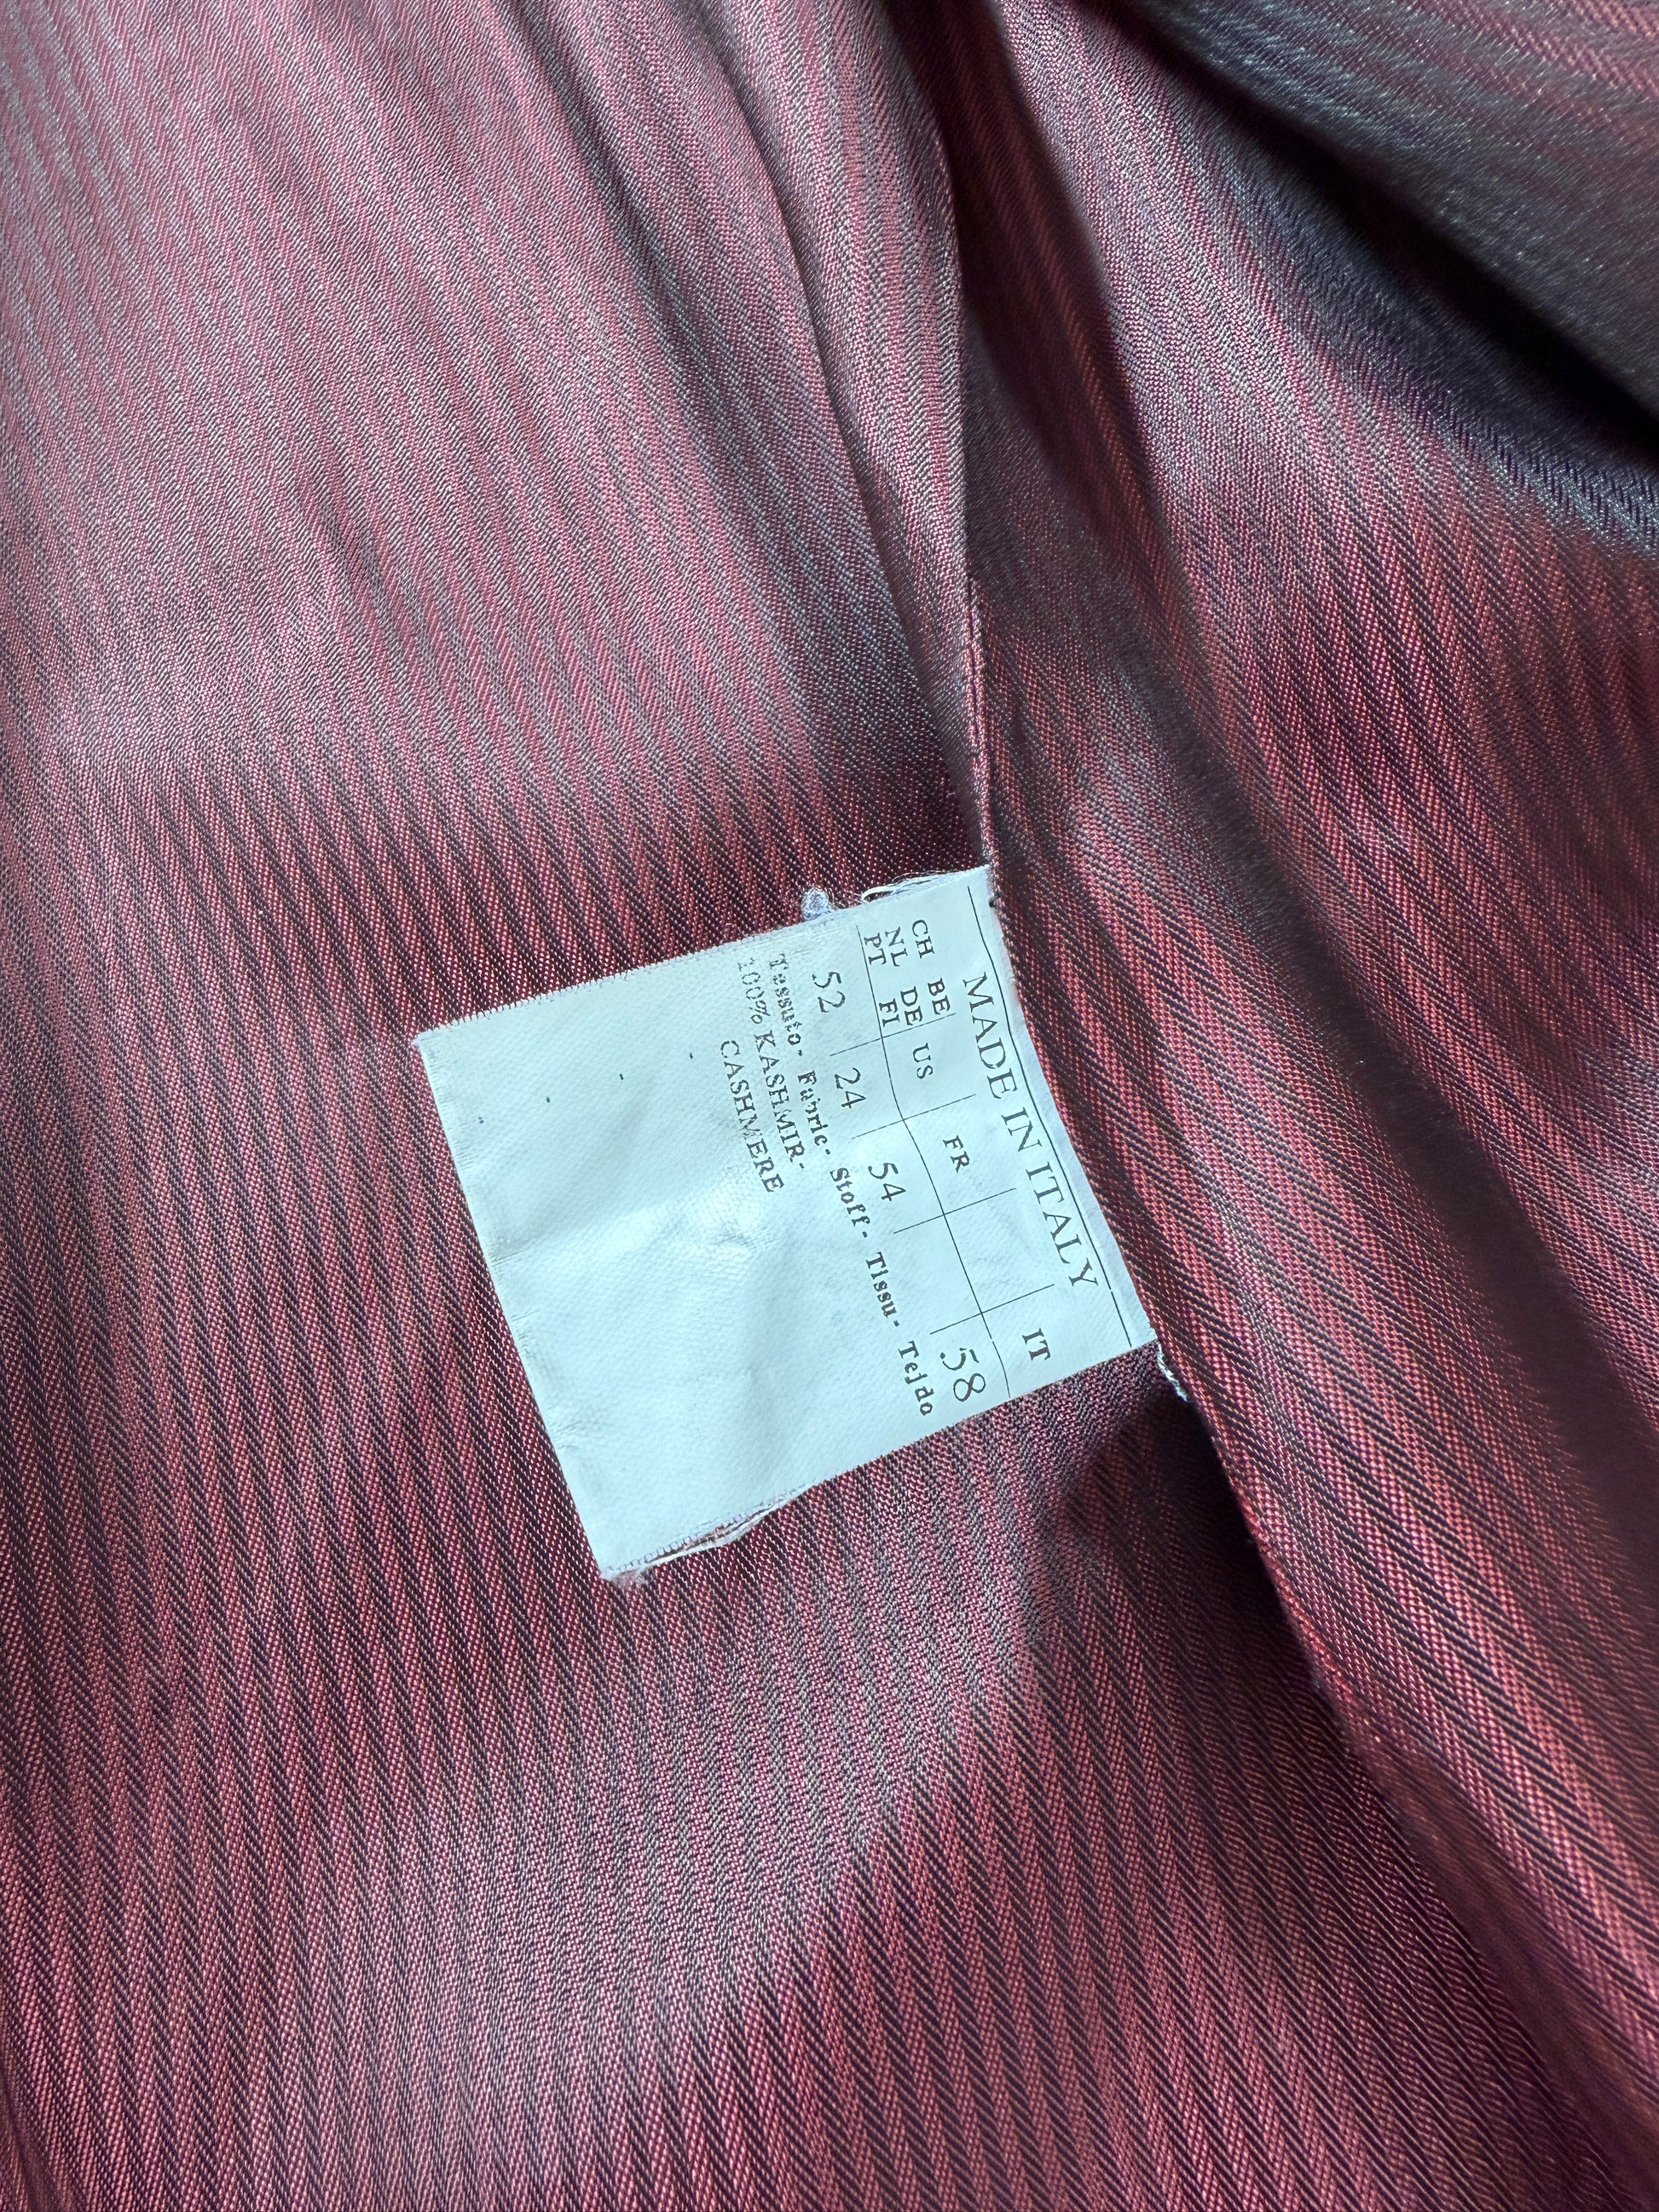 MADE IN ITALY
CH BE
NL DE US FR IT
PT FI
52 24 54 58
Tessuto - Fabric - Stoff - Tissu - Tejdo
100% KASHMIR-
CASHMERE